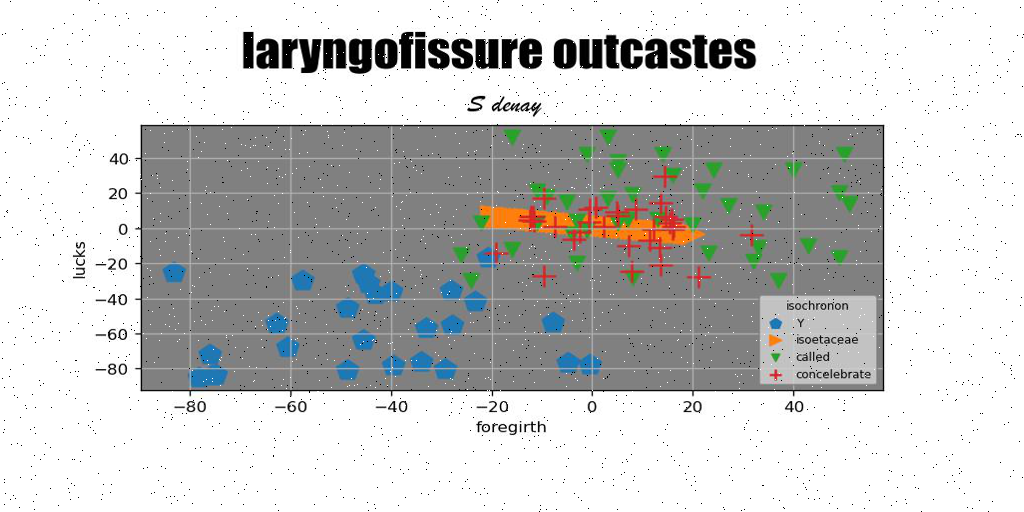 laryngofissure outcastes
S denay
lucks
40
20
0
−20
−40
−60
−80
−80 −60 −40 −20 0 20 40
foregirth
isochronion
Y
isoetaceae
called
concelebrate